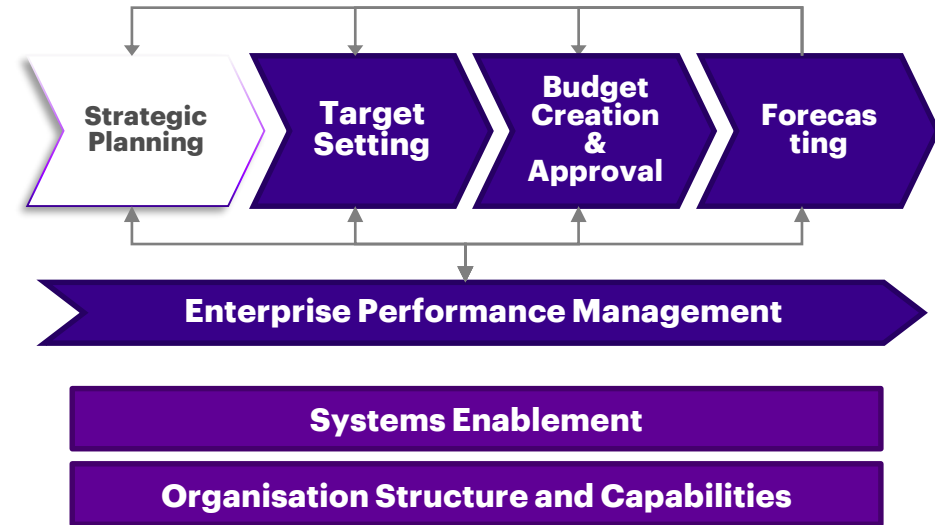 Strategic
Planning
Target
Setting
Budget
Creation
&
Approval
Forecas
ting
Enterprise Performance Management
Systems Enablement
Organisation Structure and Capabilities